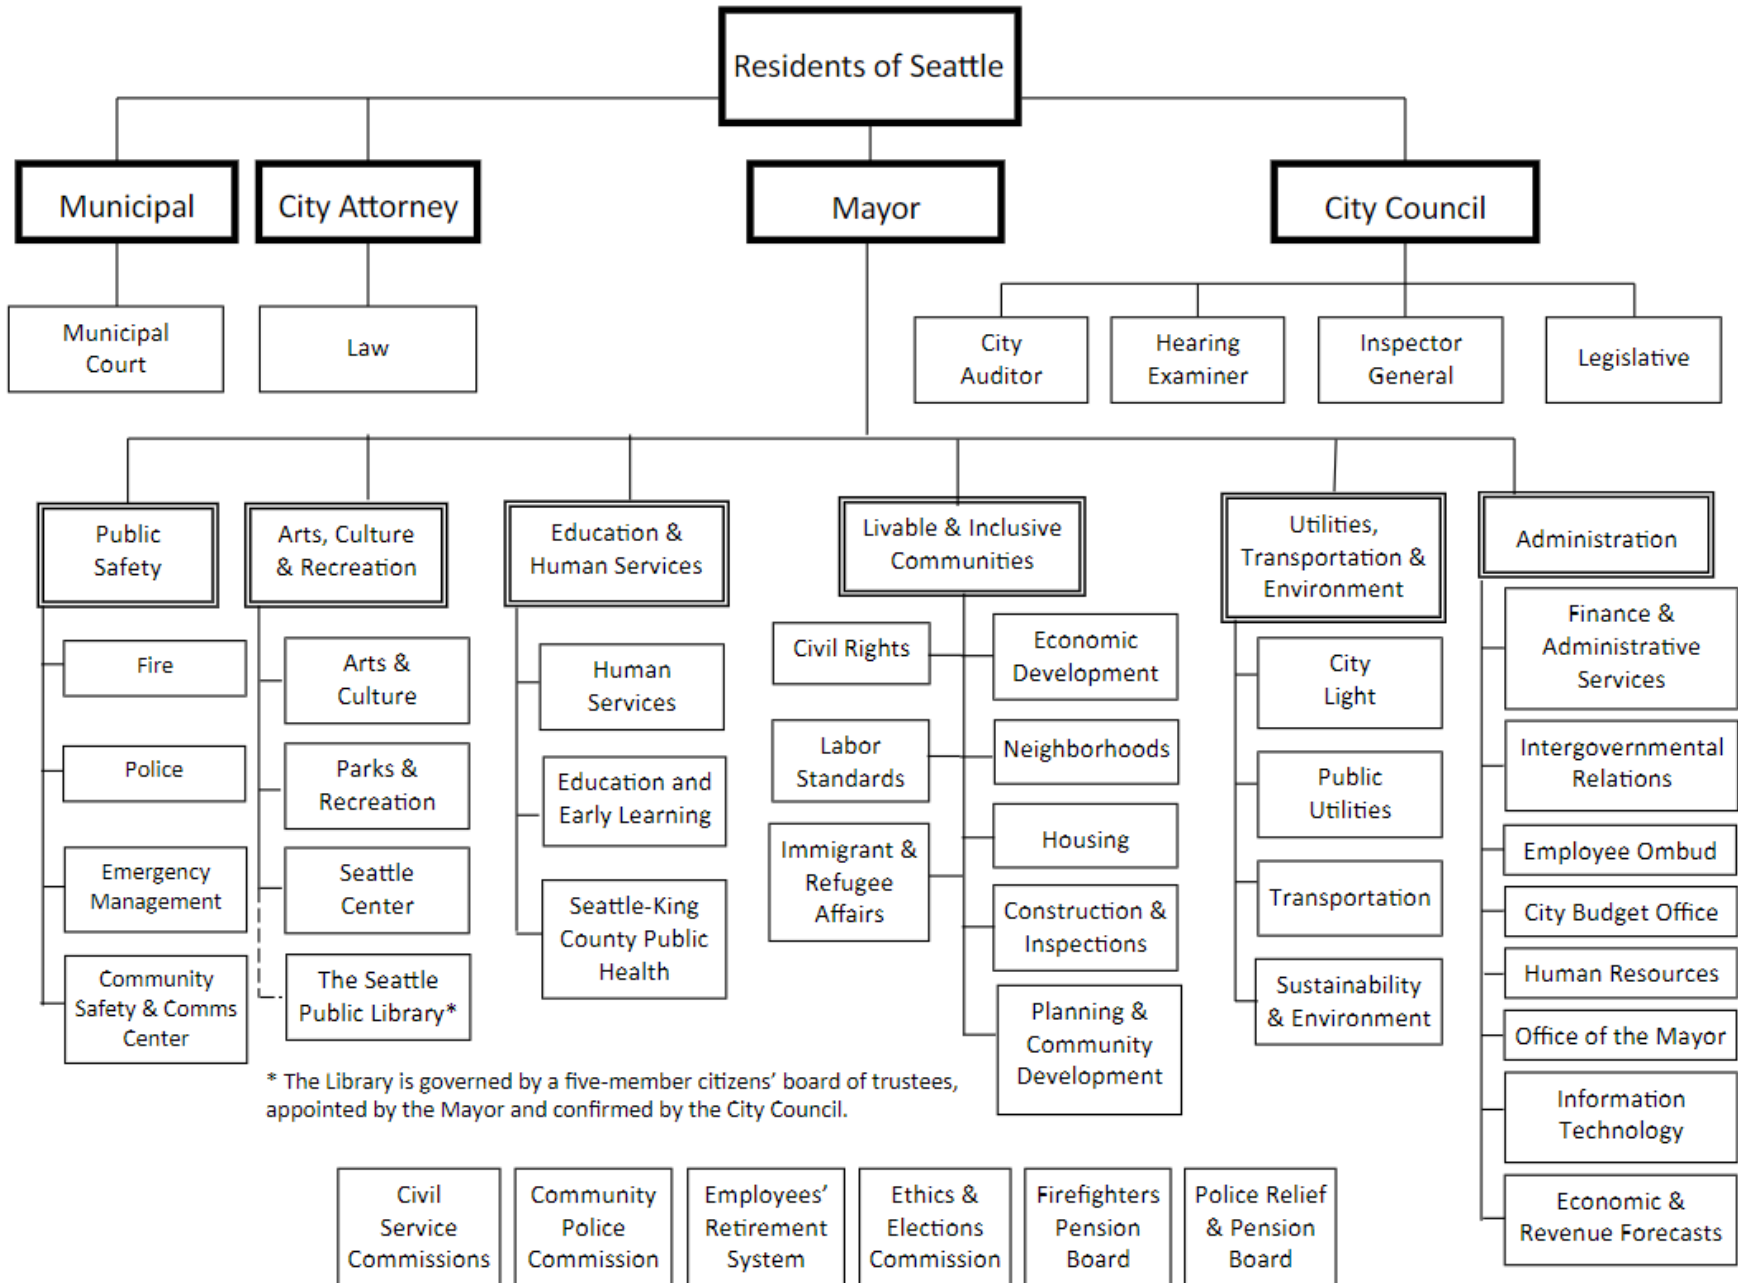 Residents of Seattle
Municipal
City Attorney
Mayor
City Council
Municipal
Court
Law
City
Auditor
Hearing
Examiner
Inspector
General
Legislative
Public
Safety
Fire
Police
Emergency
Management
Community
Safety & Comms
Center
Arts, Culture
& Recreation
Arts &
Culture
Parks &
Recreation
Seattle
Center
The Seattle
Public Library*
Education &
Human Services
Human
Services
Education and
Early Learning
Seattle-King
County Public
Health
Livable & Inclusive
Communities
Civil Rights
Labor
Standards
Immigrant &
Refugee
Affairs
Economic
Development
Neighborhoods
Housing
Construction &
Inspections
Planning &
Community
Development
Utilities,
Transportation &
Environment
City
Light
Public
Utilities
Transportation
Sustainability
& Environment
Administration
Finance &
Administrative
Services
Intergovernmental
Relations
Employee Ombud
City Budget Office
Human Resources
Office of the Mayor
Information
Technology
Economic &
Revenue Forecasts
* The Library is governed by a five-member citizens’ board of trustees,
appointed by the Mayor and confirmed by the City Council.
Civil
Service
Commissions
Community
Police
Commission
Employees’
Retirement
System
Ethics &
Elections
Commission
Firefighters
Pension
Board
Police Relief
& Pension
Board